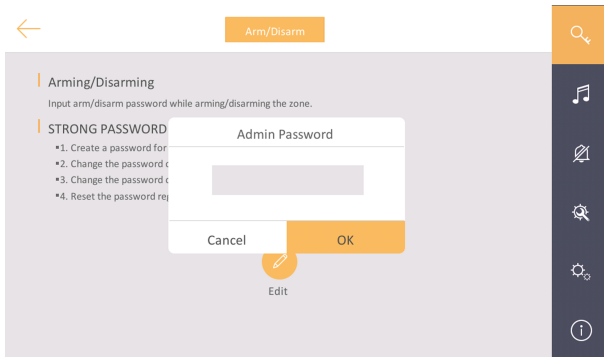 Arm/Disarm
Arming/Disarming
Input arm/disarm password while arming/disarming the zone.
STRONG PASSWORD
▪1. Create a password for
▪2. Change the password
▪3. Change the password
▪4. Reset the password
Admin Password
Cancel
OK
Edit